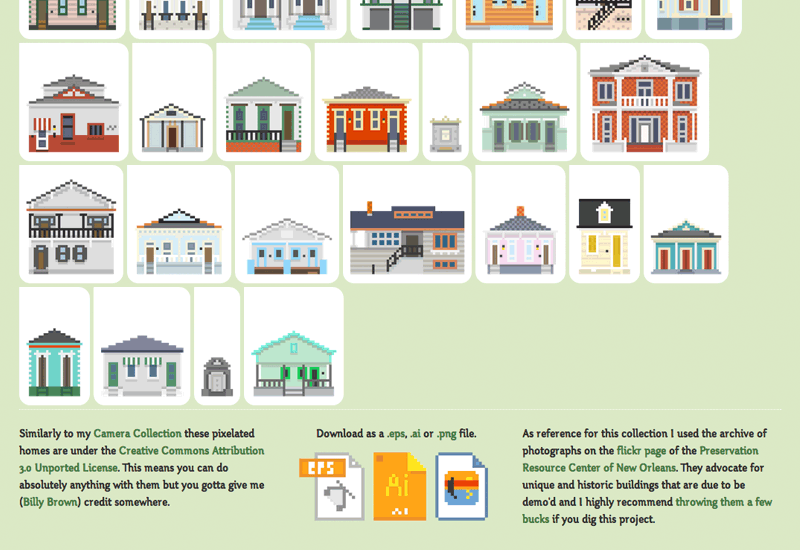 Similarly to my Camera Collection these pixelated
homes are under the Creative Commons Attribution
3.0 Unported License. This means you can do
absolutely anything with them but you gotta give me
(Billy Brown) credit somewhere.
Download as a .eps, .ai or .png file.
EPS
Ai
Ai
As reference for this collection I used the archive of
photographs on the flickr page of the Preservation
Resource Center of New Orleans. They advocate for
unique and historic buildings that are due to be
demo'd and I highly recommend throwing them a few
bucks if you dig this project.